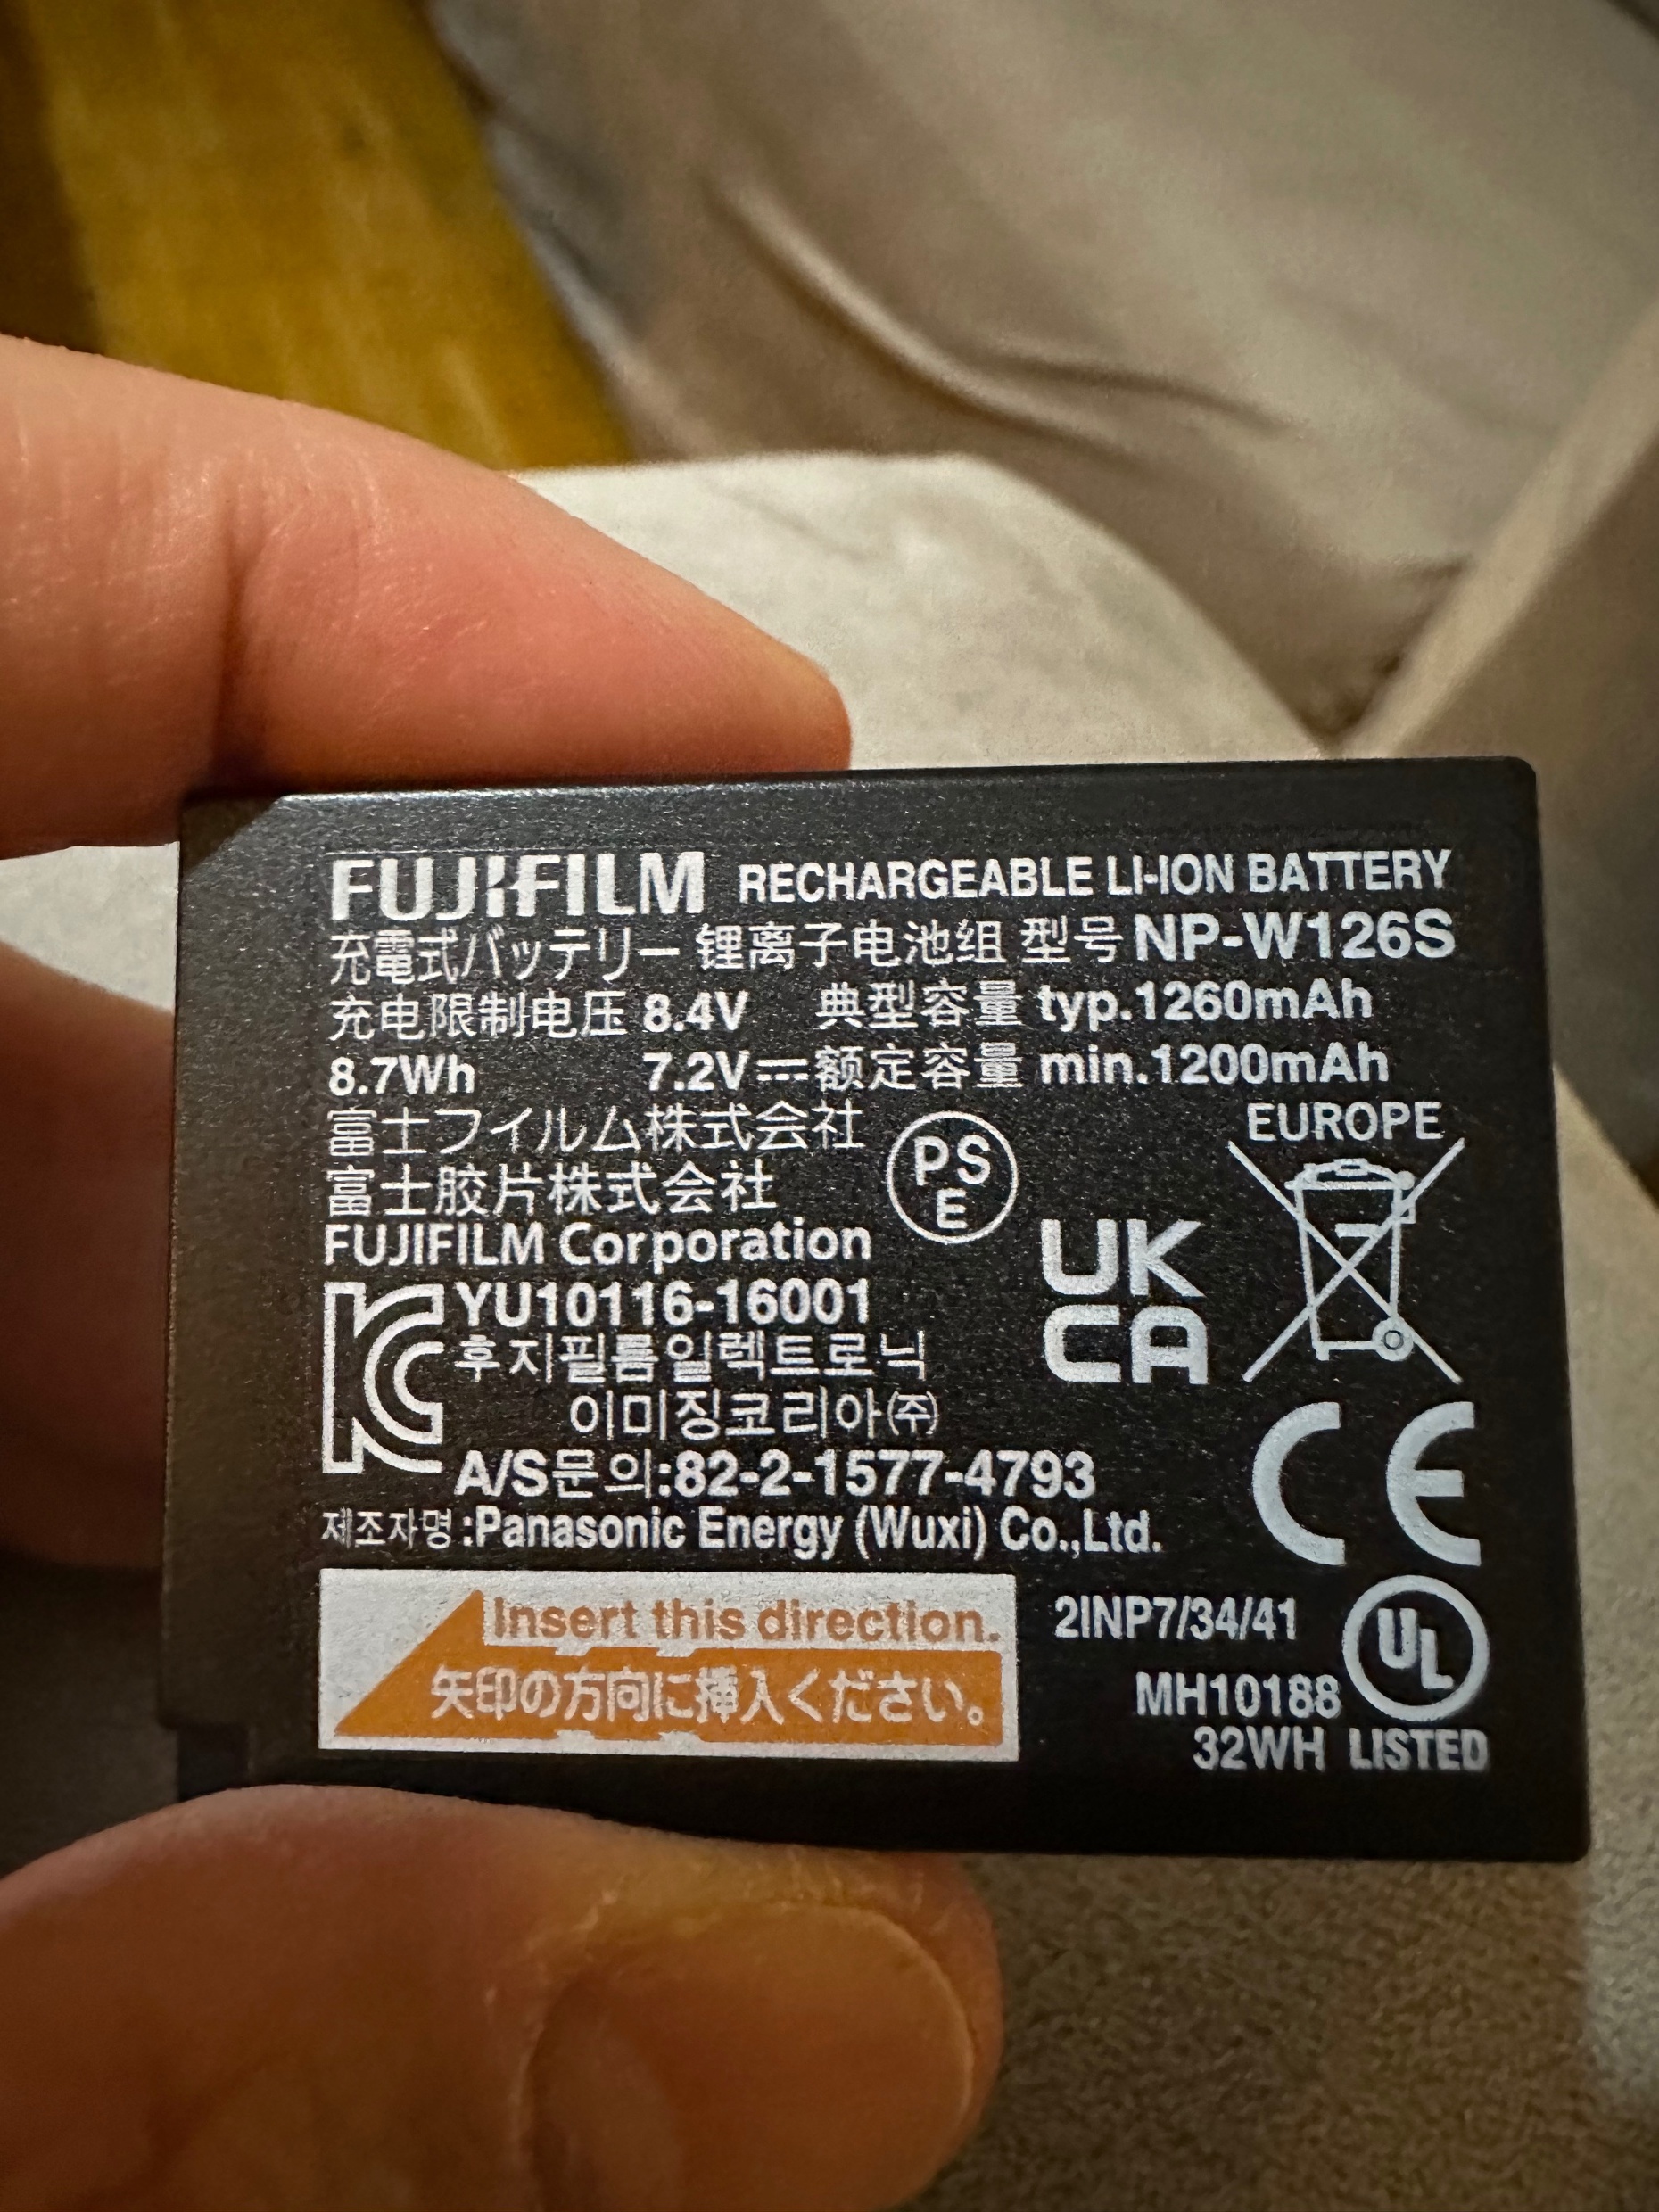 FUJIFILM RECHARGEABLE LI-ION BATTERY
充電式バッテリー 锂离子电池组 型号 NP-W126S
充电限制电压 8.4V 典型容量 typ.1260mAh
8.7Wh 7.2V⎓额定容量 min.1200mAh
富士フイルム株式会社
富士胶片株式会社
FUJIFILM Corporation
PS
E
EUROPE
UK
CA
KC YU10116-16001
후지필름일렉트로닉
이미징코리아㈜
A/S문의:82-2-1577-4793
제조자명:Panasonic Energy (Wuxi) Co.,Ltd.
CE
Insert this direction.
矢印の方向に挿入ください。
2INP7/34/41
UL
MH10188
32WH LISTED